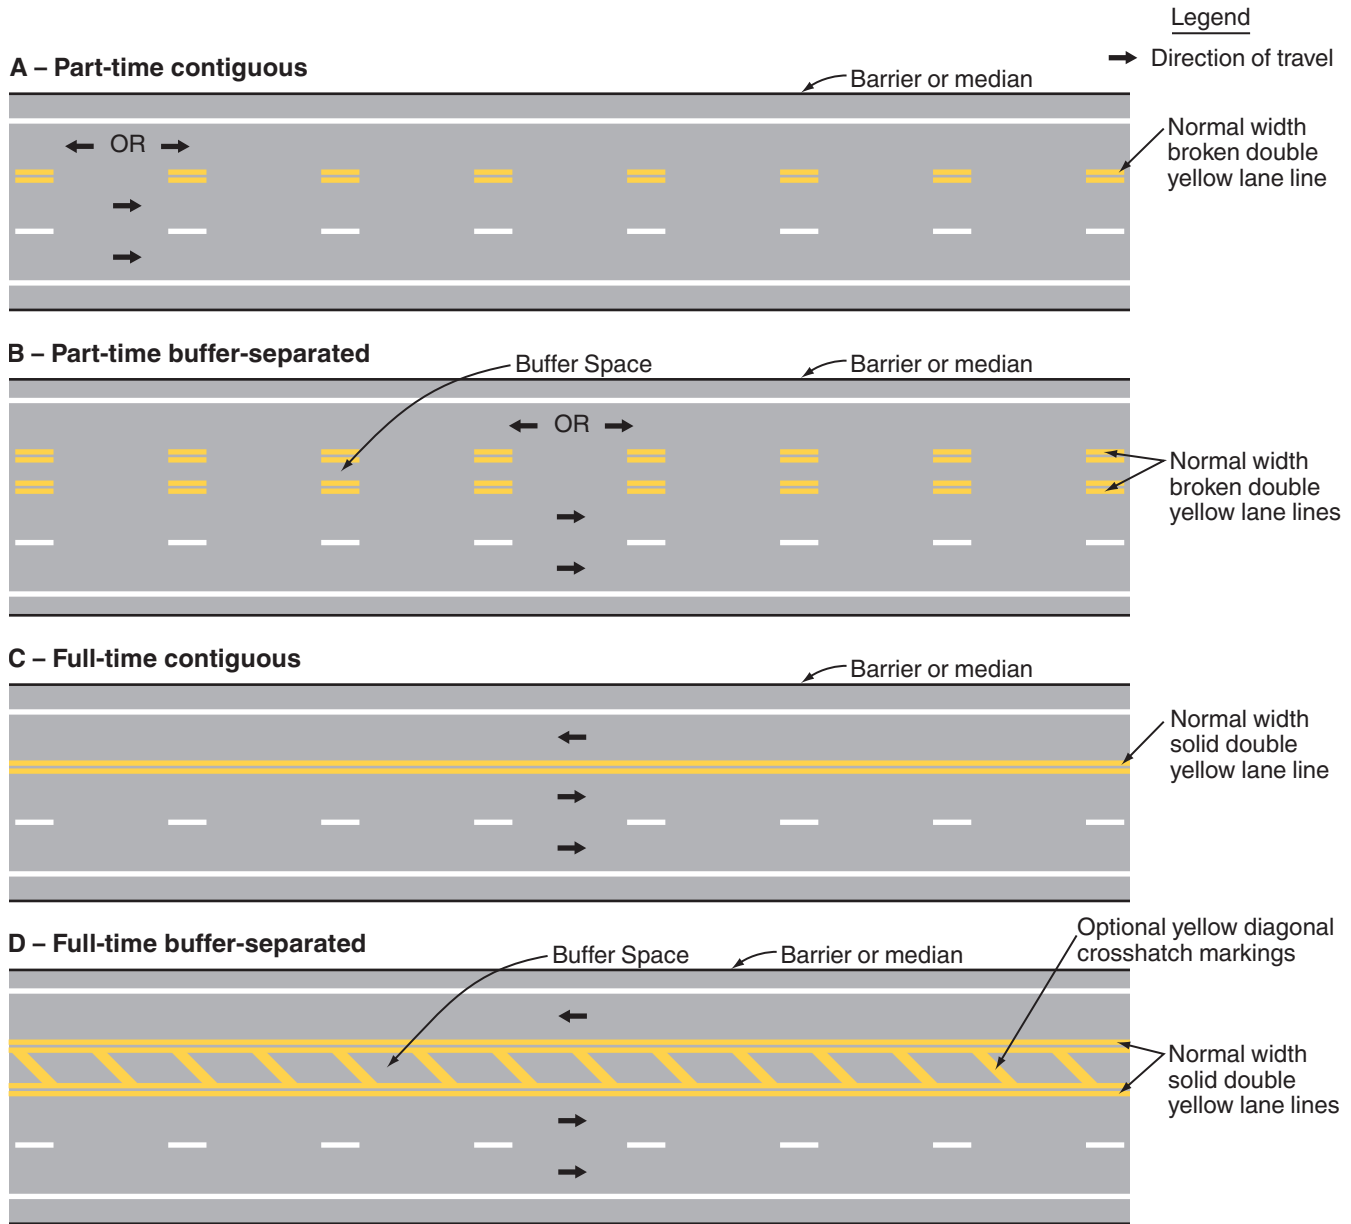 Legend
Direction of travel
A – Part-time contiguous
Barrier or median
OR
Normal width
broken double
yellow lane line
B – Part-time buffer-separated
Buffer Space
Barrier or median
OR
Normal width
broken double
yellow lane lines
C – Full-time contiguous
Barrier or median
Normal width
solid double
yellow lane line
D – Full-time buffer-separated
Buffer Space
Barrier or median
Optional yellow diagonal
crosshatch markings
Normal width
solid double
yellow lane lines